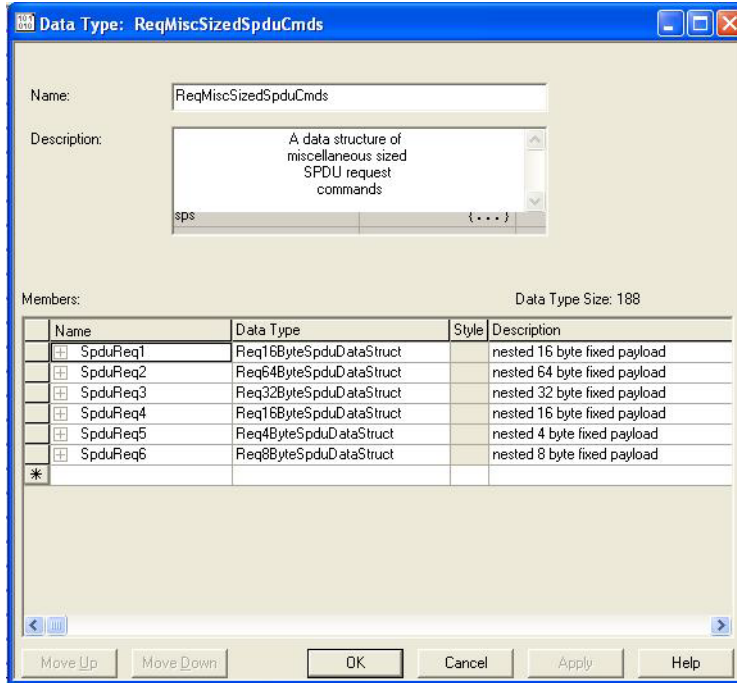 Data Type: ReqMiscSizedSpduCmds
Name: ReqMiscSizedSpduCmds
Description: A data structure of
miscellaneous sized
SPDU request
commands
sps {...}
Members: Data Type Size: 188
Name Data Type Style Description
SpduReq1 Req16ByteSpduDataStruct nested 16 byte fixed payload
SpduReq2 Req64ByteSpduDataStruct nested 64 byte fixed payload
SpduReq3 Req32ByteSpduDataStruct nested 32 byte fixed payload
SpduReq4 Req16ByteSpduDataStruct nested 16 byte fixed payload
SpduReq5 Req4ByteSpduDataStruct nested 4 byte fixed payload
SpduReq6 Req8ByteSpduDataStruct nested 8 byte fixed payload
Move Up Move Down OK Cancel Apply Help